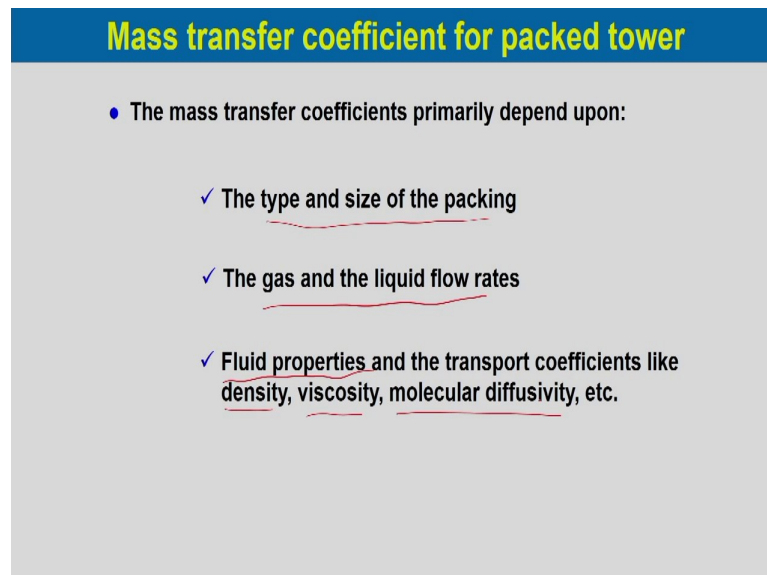 Mass transfer coefficient for packed tower
● The mass transfer coefficients primarily depend upon:
✓ The type and size of the packing
✓ The gas and the liquid flow rates
✓ Fluid properties and the transport coefficients like
density, viscosity, molecular diffusivity, etc.